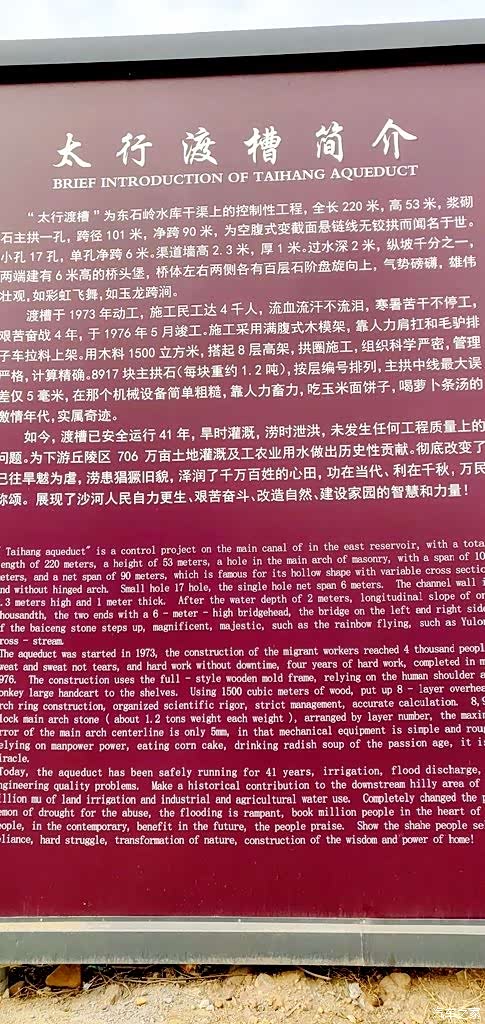 太行渡槽简介
BRIEF INTRODUCTION OF TAIHANG AQUEDUCT
“太行渡槽”为东石岭水库干渠上的控制性工程，全长220米，高53米，浆砌
石主拱一孔，跨径101米，净跨90米，为空腹式变截面悬链线无铰拱而闻名于世。
小孔17孔，单孔净跨6米。渠道墙高2.3米，厚1米。过水深2米，纵坡千分之一，
两端建有6米高的桥头堡，桥体左右两侧各有百层石阶盘旋向上，气势磅礴，雄伟
壮观，如彩虹飞舞，如玉龙跨涧。
渡槽于1973年动工，施工民工达4千人，流血流汗不流泪，寒暑苦干不停工，
艰苦奋战4年，于1976年5月竣工。施工采用满腹式木模架，靠人力肩扛和毛驴排
子车拉料上架。用木料1500立方米，搭起8层高架，拱圈施工，组织科学严密，管理
严格，计算精确。8917块主拱石（每块重约1.2吨），按层编号排列，主拱中线最大误
差仅5毫米，在那个机械设备简单粗糙，靠人力畜力，吃玉米面饼子，喝萝卜条汤的
激情年代，实属奇迹。
如今，渡槽已安全运行41年，旱时灌溉，涝时泄洪，未发生任何工程质量上的
问题。为下游丘陵区706万亩土地灌溉及工农业用水做出历史性贡献。彻底改变了
已往旱魃为虐，涝患猖獗旧貌，泽润了千万百姓的心田，功在当代、利在千秋，万民
称颂。展现了沙河人民自力更生、艰苦奋斗、改造自然、建设家园的智慧和力量！
Taihang aqueduct" is a control project on the main canal of in the east reservoir, with a tota
ength of 220 meters, a height of 53 meters, a hole in the main arch of masonry, with a span of 10
eters, and a net span of 90 meters, which is famous for its hollow shape with variable cross sectio
nd without hinged arch. Small hole 17 hole, the single hole net span 6 meters. The channel wall i
.3 meters high and 1 meter thick. After the water depth of 2 meters, longitudinal slope of on
housandth, the two ends with a 6 - meter - high bridgehead, the bridge on the left and right side
f the baiceng stone steps up, magnificent, majestic, such as the rainbow flying, such as Yulon
ross - stream.
The aqueduct was started in 1973, the construction of the migrant workers reached 4 thousand peopl
weat and sweat not tears, and hard work without downtime, four years of hard work, completed in m
976. The construction uses the full - style wooden mold frame, relying on the human shoulder a
onkey large handcart to the shelves. Using 1500 cubic meters of wood, put up 8 - layer overhea
rch ring construction, organized scientific rigor, strict management, accurate calculation. 8,9
lock main arch stone ( about 1.2 tons weight each weight ), arranged by layer number, the maxim
rror of the main arch centerline is only 5mm, in that mechanical equipment is simple and roug
elying on manpower power, eating corn cake, drinking radish soup of the passion age, it is
iracle.
Today, the aqueduct has been safely running for 41 years, irrigation, flood discharge,
ngineering quality problems. Make a historical contribution to the downstream hilly area of
illion mu of land irrigation and industrial and agricultural water use. Completely changed the p
emon of drought for the abuse, the flooding is rampant, book million people in the heart of
eople, in the contemporary, benefit in the future, the people praise. Show the shahe people se
eliance, hard struggle, transformation of nature, construction of the wisdom and power of home!
汽车之家